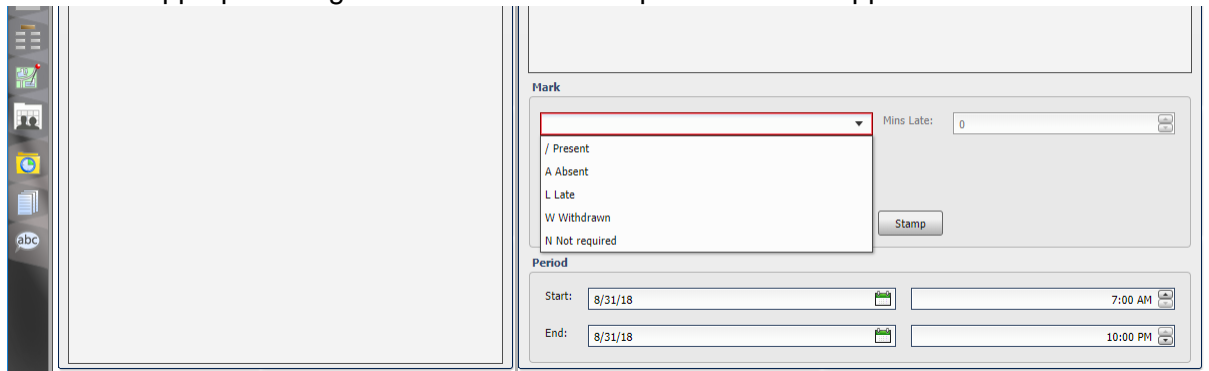 Mark
Mins Late: 0
/ Present
A Absent
L Late
W Withdrawn
Stamp
N Not required
Period
Start: 8/31/18 7:00 AM
End: 8/31/18 10:00 PM
abc